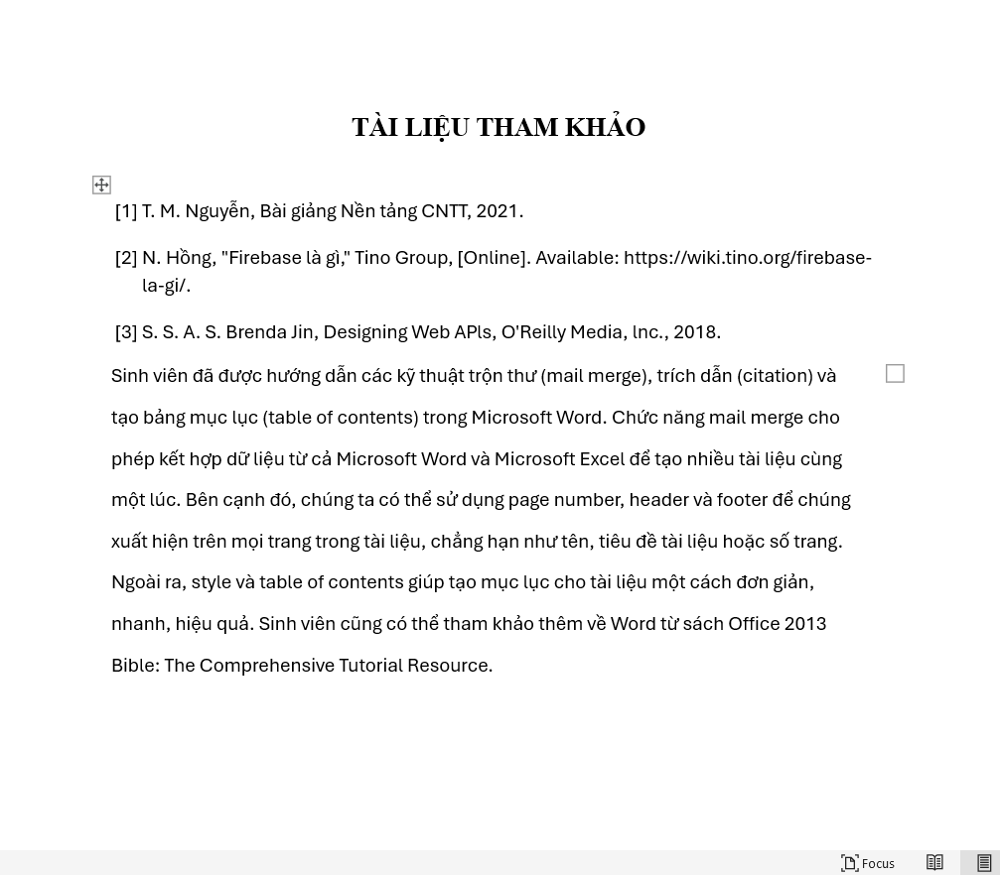 TÀI LIỆU THAM KHẢO
[1] T. M. Nguyễn, Bài giảng Nền tảng CNTT, 2021.
[2] N. Hồng, "Firebase là gì," Tino Group, [Online]. Available: https://wiki.tino.org/firebase-
la-gi/.
[3] S. S. A. S. Brenda Jin, Designing Web APls, O'Reilly Media, lnc., 2018.
Sinh viên đã được hướng dẫn các kỹ thuật trộn thư (mail merge), trích dẫn (citation) và
tạo bảng mục lục (table of contents) trong Microsoft Word. Chức năng mail merge cho
phép kết hợp dữ liệu từ cả Microsoft Word và Microsoft Excel để tạo nhiều tài liệu cùng
một lúc. Bên cạnh đó, chúng ta có thể sử dụng page number, header và footer để chúng
xuất hiện trên mọi trang trong tài liệu, chẳng hạn như tên, tiêu đề tài liệu hoặc số trang.
Ngoài ra, style và table of contents giúp tạo mục lục cho tài liệu một cách đơn giản,
nhanh, hiệu quả. Sinh viên cũng có thể tham khảo thêm về Word từ sách Office 2013
Bible: The Comprehensive Tutorial Resource.
Focus